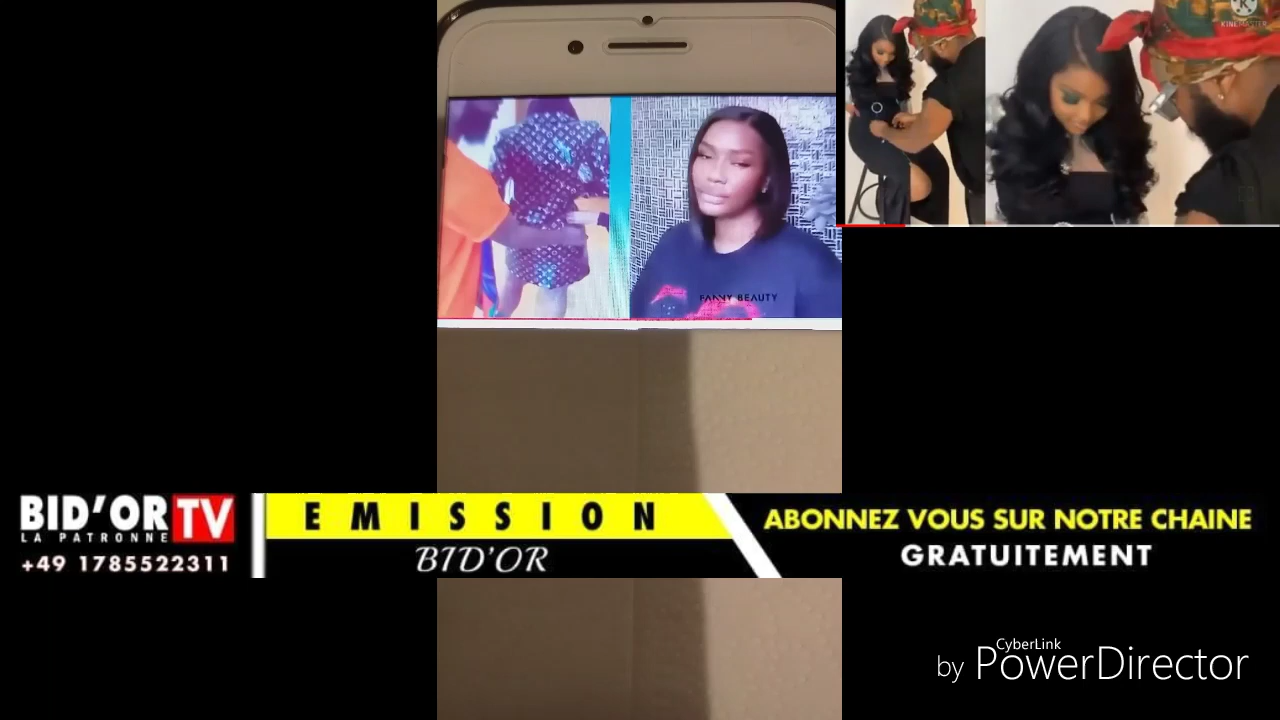 KINEMASTER
FANNY BEAUTY
BID'OR TV
LA PATRONNE
+49 1785522311
EMISSION
BID'OR
ABONNEZ VOUS SUR NOTRE CHAINE
GRATUITEMENT
CyberLink
by PowerDirector